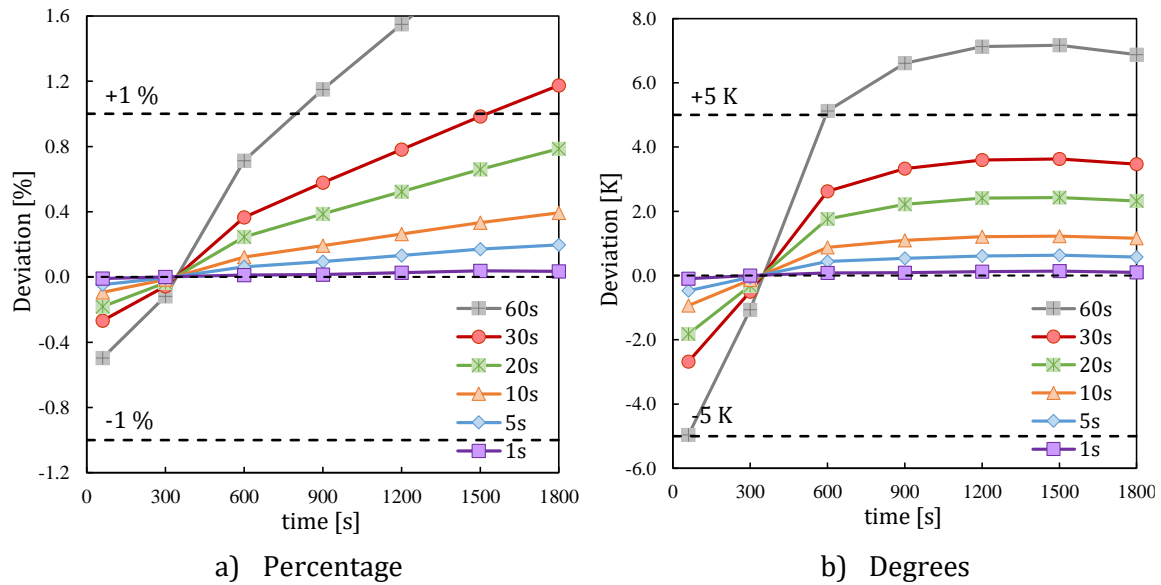 1.6
1.2
0.8
0.4
0.0
-0.4
-0.8
-1.2
Deviation [%]
+1 %
-1 %
60s
30s
20s
10s
5s
1s
0 300 600 900 1200 1500 1800
time [s]
a) Percentage
8.0
6.0
4.0
2.0
0.0
-2.0
-4.0
-6.0
Deviation [K]
+5 K
-5 K
60s
30s
20s
10s
5s
1s
0 300 600 900 1200 1500 1800
time [s]
b) Degrees